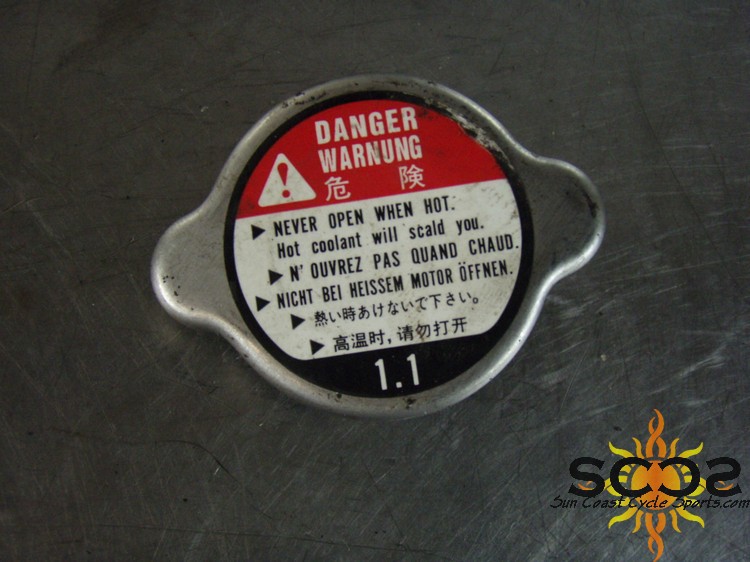 DANGER
WARNUNG
危 険
▶ NEVER OPEN WHEN HOT.
Hot coolant will scald you.
▶ N' OUVREZ PAS QUAND CHAUD.
▶ NICHT BEI HEISSEM MOTOR ÖFFNEN.
▶ 熱い時あけないで下さい。
▶ 高温时,请勿打开
1.1
SCCS
Sun Coast Cycle Sports.com